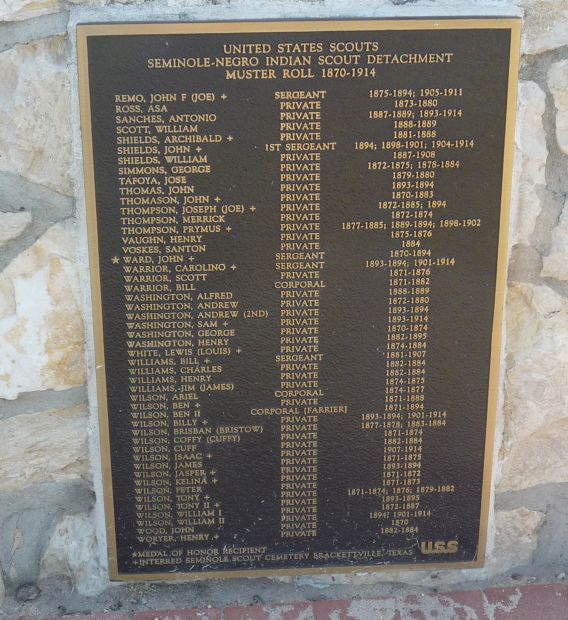 UNITED STATES SCOUTS
SEMINOLE-NEGRO INDIAN SCOUT DETACHMENT
MUSTER ROLL 1870-1914
REMO, JOHN F (JOE) + SERGEANT 1875-1894; 1905-1911
ROSS, ASA PRIVATE 1873-1880
SANCHES, ANTONIO PRIVATE 1887-1889; 1893-1914
SCOTT, WILLIAM PRIVATE 1888-1889
SHIELDS, ARCHIBALD + PRIVATE 1881-1888
SHIELDS, JOHN + 1ST SERGEANT 1894; 1898-1901; 1904-1914
SHIELDS, WILLIAM PRIVATE 1887-1908
SIMMONS, GEORGE PRIVATE 1872-1875; 1878-1884
TAFOYA, JOSE PRIVATE 1879-1880
THOMAS, JOHN PRIVATE 1893-1894
THOMASON, JOHN + PRIVATE 1870-1883
THOMPSON, JOSEPH (JOE) + PRIVATE 1872-1885; 1894
THOMPSON, MERRICK PRIVATE 1872-1874
THOMPSON, PRYMUS + PRIVATE 1877-1885; 1889-1894; 1898-1902
VAUGHN, HENRY PRIVATE 1875-1876
VOSKES, SANTON PRIVATE 1884
★ WARD, JOHN + SERGEANT 1870-1894
WARRIOR, CAROLINO + SERGEANT 1893-1894; 1901-1914
WARRIOR, SCOTT PRIVATE 1871-1876
WARRIOR, BILL CORPORAL 1871-1882
WASHINGTON, ALFRED PRIVATE 1888-1889
WASHINGTON, ANDREW PRIVATE 1872-1880
WASHINGTON, ANDREW (2ND) PRIVATE 1893-1894
WASHINGTON, SAM + PRIVATE 1893-1914
WASHINGTON, GEORGE PRIVATE 1870-1874
WASHINGTON, HENRY PRIVATE 1882-1895
WHITE, LEWIS (LOUIS) + PRIVATE 1874-1884
WILLIAMS, BILL + SERGEANT 1881-1907
WILLIAMS, CHARLES PRIVATE 1882-1884
WILLIAMS, HENRY PRIVATE 1882-1884
WILLIAMS, JIM (JAMES) PRIVATE 1874-1875
WILSON, ARIEL CORPORAL 1874-1877
WILSON, BEN + PRIVATE 1871-1888
WILSON, BEN II CORPORAL [FARRIER] 1871-1894
WILSON, BILLY + PRIVATE 1893-1894; 1901-1914
WILSON, BRISBAN (BRISTOW) PRIVATE 1877-1878; 1883-1884
WILSON, COFFY (CUFFY) PRIVATE 1871-1874
WILSON, CUFF PRIVATE 1882-1884
WILSON, ISAAC + PRIVATE 1907-1914
WILSON, JAMES PRIVATE 1871-1875
WILSON, JASPER + PRIVATE 1893-1894
WILSON, KELINA + PRIVATE 1871-1872
WILSON, PETER PRIVATE 1871-1873
WILSON, TONY + PRIVATE 1871-1874; 1876; 1879-1882
WILSON, TONY II + PRIVATE 1893-1895
WILSON, WILLIAM I PRIVATE 1872-1887
WILSON, WILLIAM II PRIVATE 1894; 1901-1914
WOOD, JOHN PRIVATE 1870
WORYER, HENRY + PRIVATE 1882-1884
★MEDAL OF HONOR RECIPIENT
+INTERRED SEMINOLE SCOUT CEMETERY BRACKETTVILLE, TEXAS
USS